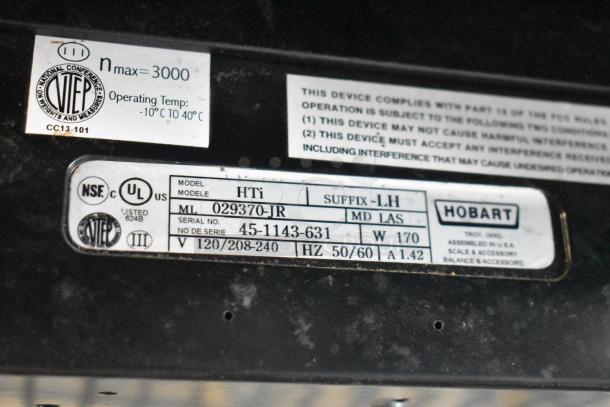 III
nmax=3000
NATIONAL CONFERENCE
NTEP
WEIGHTS AND MEASURES
Operating Temp:
-10°C TO 40°C
CC13-101
THIS DEVICE COMPLIES WITH PART 15 OF THE FCC RULES
OPERATION IS SUBJECT TO THE FOLLOWING TWO CONDITIONS
(1) THIS DEVICE MAY NOT CAUSE HARMFUL INTERFERENCE
(2) THIS DEVICE MUST ACCEPT ANY INTERFERENCE RECEIVED
INCLUDING INTERFERENCE THAT MAY CAUSE UNDESIRED OPERATION
NSE
C UL US
LISTED
624B
NTEP
III
MODEL
MODELE HTi SUFFIX -LH
ML 029370-JR MD LAS
SERIAL NO.
NO DE SERIE 45-1143-631 W 170
V 120/208-240 HZ 50/60 A 1.42
HOBART
TROY, OHIO
ASSEMBLED IN U.S.A.
SCALE & ACCESSORY
BALANCE & ACCESSOIRES